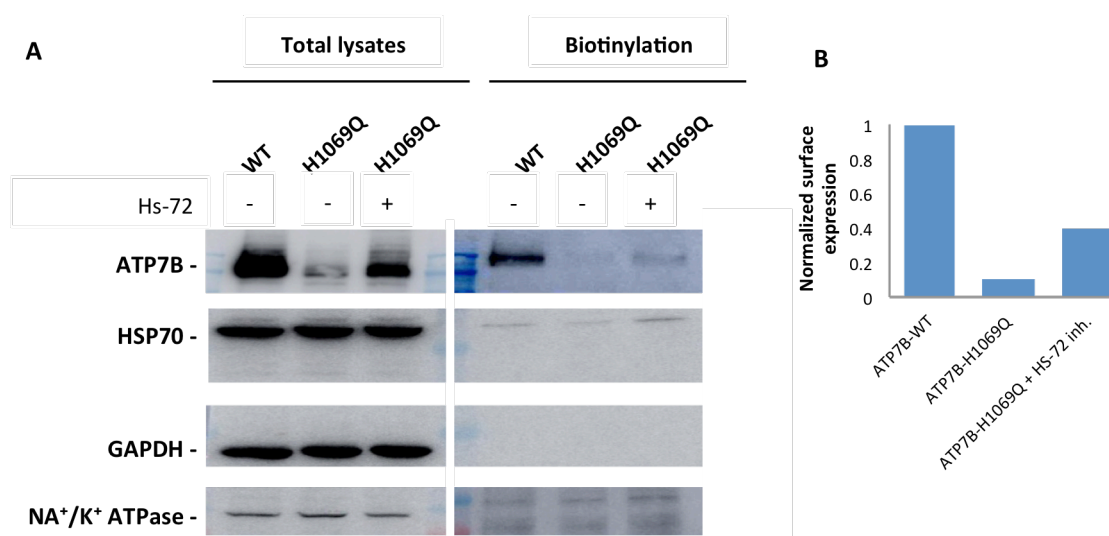 A
Total lysates
Biotinylation
WT
H1069Q
H1069Q
WT
H1069Q
H1069Q
Hs-72
-
-
+
-
-
+
ATP7B -
HSP70 -
GAPDH -
NA⁺/K⁺ ATPase -
B
Normalized surface
expression
1
0.8
0.6
0.4
0.2
0
ATP7B-WT
ATP7B-H1069Q
ATP7B-H1069Q + HS-72 inh.